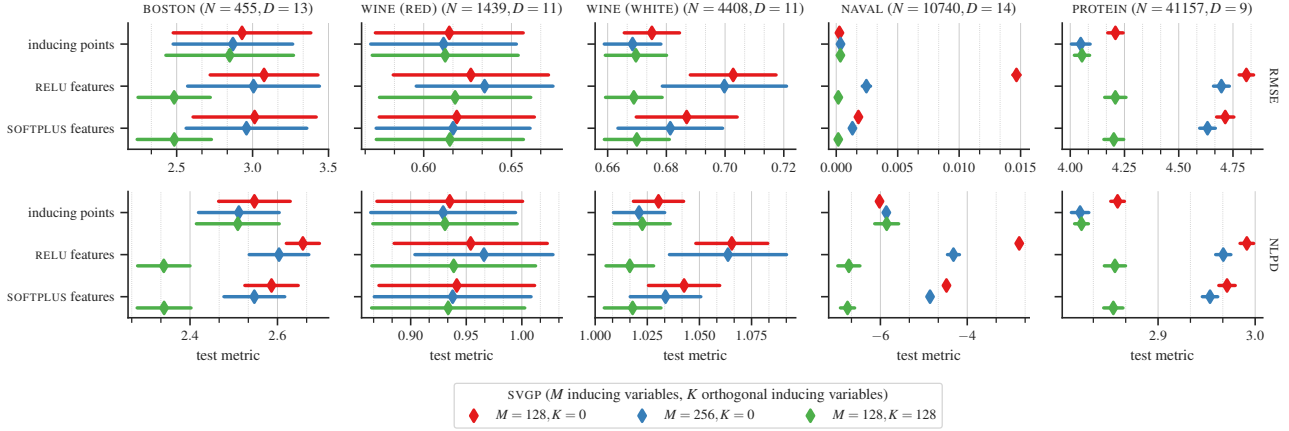 BOSTON (N = 455, D = 13) WINE (RED) (N = 1439, D = 11) WINE (WHITE) (N = 4408, D = 11) NAVAL (N = 10740, D = 14) PROTEIN (N = 41157, D = 9)
inducing points
RELU features
SOFTPLUS features
RMSE
2.5 3.0 3.5 0.60 0.65 0.66 0.68 0.70 0.72 0.000 0.005 0.010 0.015 4.00 4.25 4.50 4.75
inducing points
RELU features
SOFTPLUS features
NLPD
2.4 2.6 0.90 0.95 1.00 1.000 1.025 1.050 1.075 −6 −4 2.9 3.0
test metric test metric test metric test metric test metric
SVGP (M inducing variables, K orthogonal inducing variables)
M = 128, K = 0 M = 256, K = 0 M = 128, K = 128